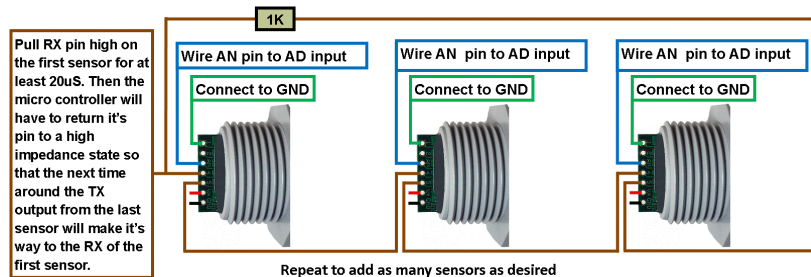 1K
Pull RX pin high on
the first sensor for at
least 20uS. Then the
micro controller will
have to return it's
pin to a high
impedance state so
that the next time
around the TX
output from the last
sensor will make it's
way to the RX of the
first sensor.
Wire AN pin to AD input
Connect to GND
Wire AN pin to AD input
Connect to GND
Wire AN pin to AD input
Connect to GND
Repeat to add as many sensors as desired